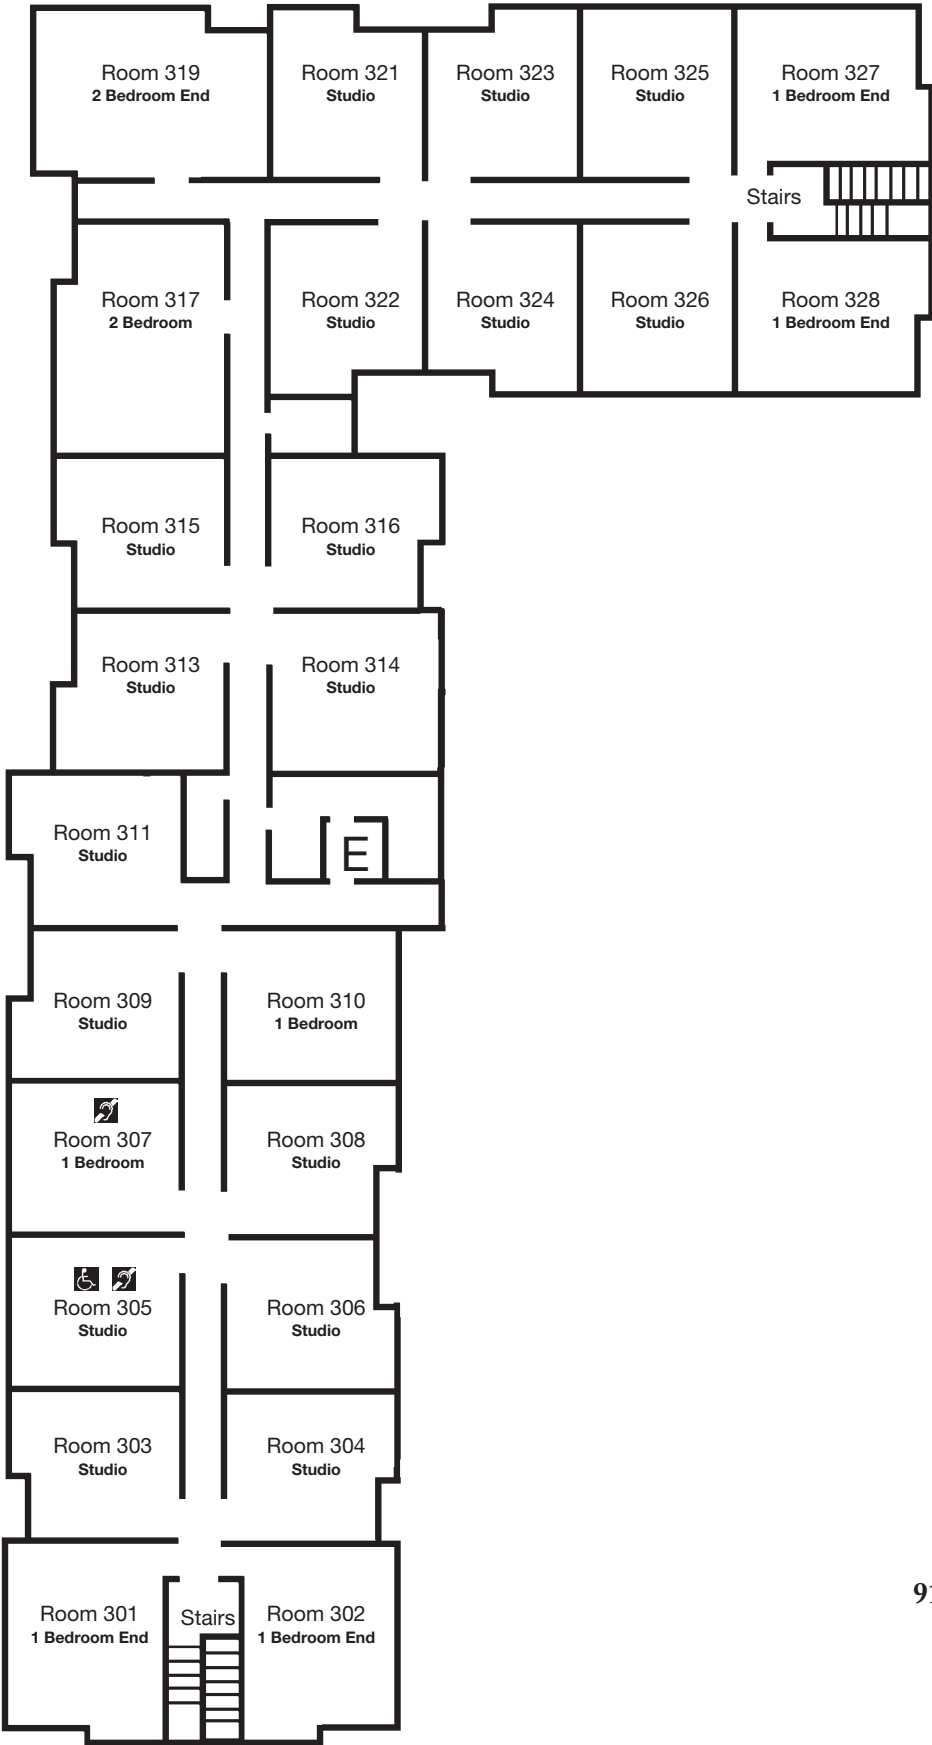 Room 319
2 Bedroom End
Room 321
Studio
Room 323
Studio
Room 325
Studio
Room 327
1 Bedroom End
Stairs
Room 317
2 Bedroom
Room 322
Studio
Room 324
Studio
Room 326
Studio
Room 328
1 Bedroom End
Room 315
Studio
Room 316
Studio
Room 313
Studio
Room 314
Studio
Room 311
Studio
E
Room 309
Studio
Room 310
1 Bedroom
Room 307
1 Bedroom
Room 308
Studio
Room 305
Studio
Room 306
Studio
Room 303
Studio
Room 304
Studio
Room 301
1 Bedroom End
Stairs
Room 302
1 Bedroom End